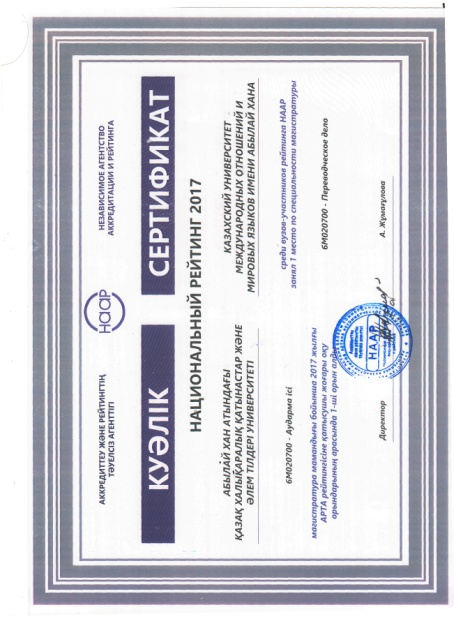 АККРЕДИТТЕУ ЖӘНЕ РЕЙТИНГТІҢ
ТӘУЕЛСІЗ АГЕНТТІГІ
НААР
НЕЗАВИСИМОЕ АГЕНТСТВО
АККРЕДИТАЦИИ И РЕЙТИНГА
КУӘЛІК
СЕРТИФИКАТ
НАЦИОНАЛЬНЫЙ РЕЙТИНГ 2017
АБЫЛАЙ ХАН АТЫНДАҒЫ
ҚАЗАҚ ХАЛЫҚАРАЛЫҚ ҚАТЫНАСТАР ЖӘНЕ
ӘЛЕМ ТІЛДЕРІ УНИВЕРСИТЕТІ
6М020700 - Аударма ісі
магистратура мамандығы бойынша 2017 жылғы
АРТА рейтингісіне қатысушы жоғары оқу
орындарының арасында 1-ші орын алды
КАЗАХСКИЙ УНИВЕРСИТЕТ
МЕЖДУНАРОДНЫХ ОТНОШЕНИЙ И
МИРОВЫХ ЯЗЫКОВ ИМЕНИ АБЫЛАЙ ХАНА
среди вузов-участников рейтинга НААР
занял 1 место по специальности магистратуры
6М020700 - Переводческое дело
Директор
НААР
А. Жумагулова